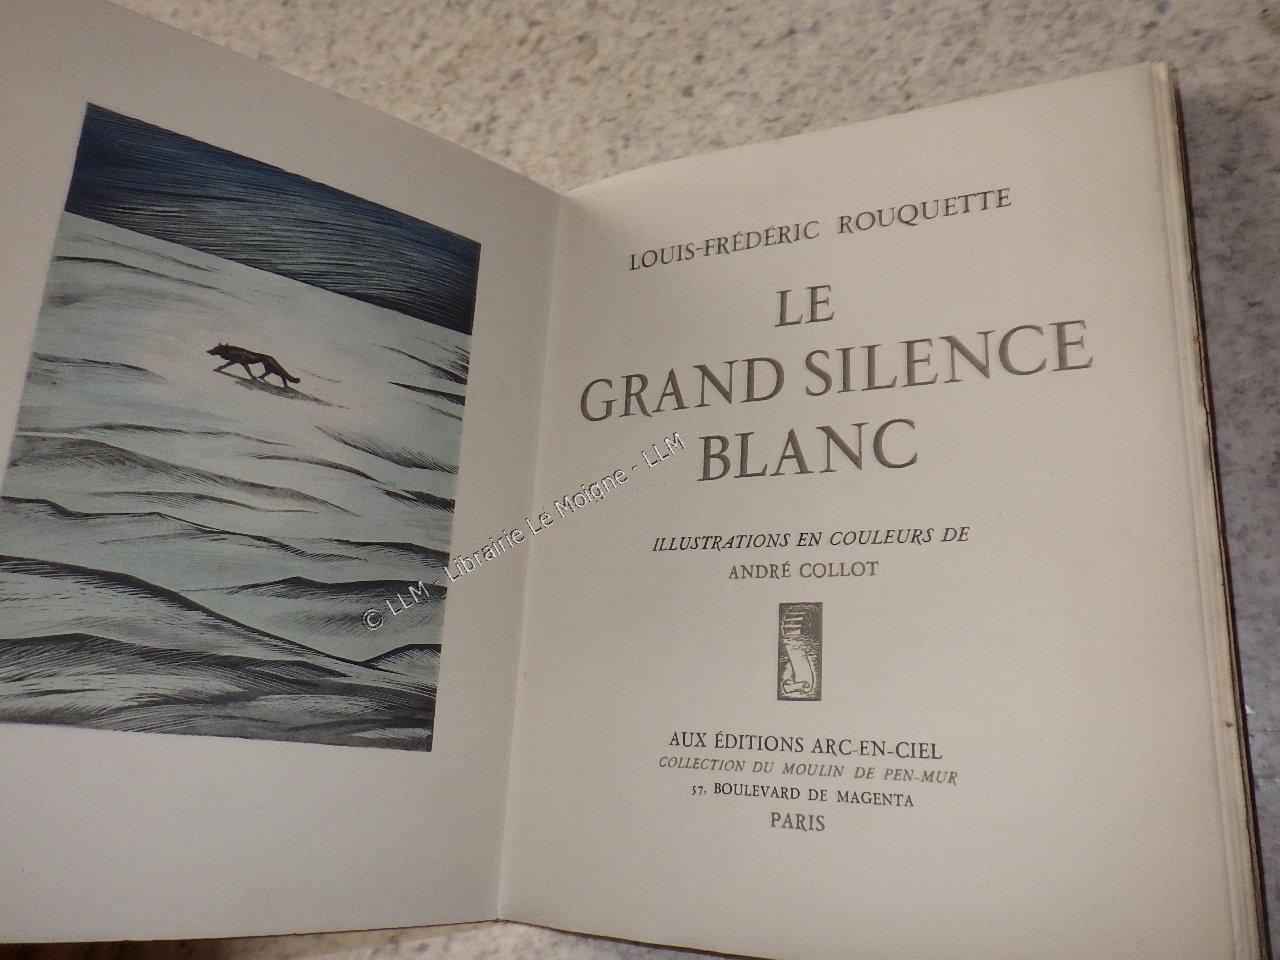 LOUIS-FRÉDÉRIC ROUQUETTE
LE
GRAND SILENCE
BLANC
ILLUSTRATIONS EN COULEURS DE
ANDRÉ COLLOT
AUX ÉDITIONS ARC-EN-CIEL
COLLECTION DU MOULIN DE PEN-MUR
57, BOULEVARD DE MAGENTA
PARIS
© LLM - Librairie Le Moigne - LLM